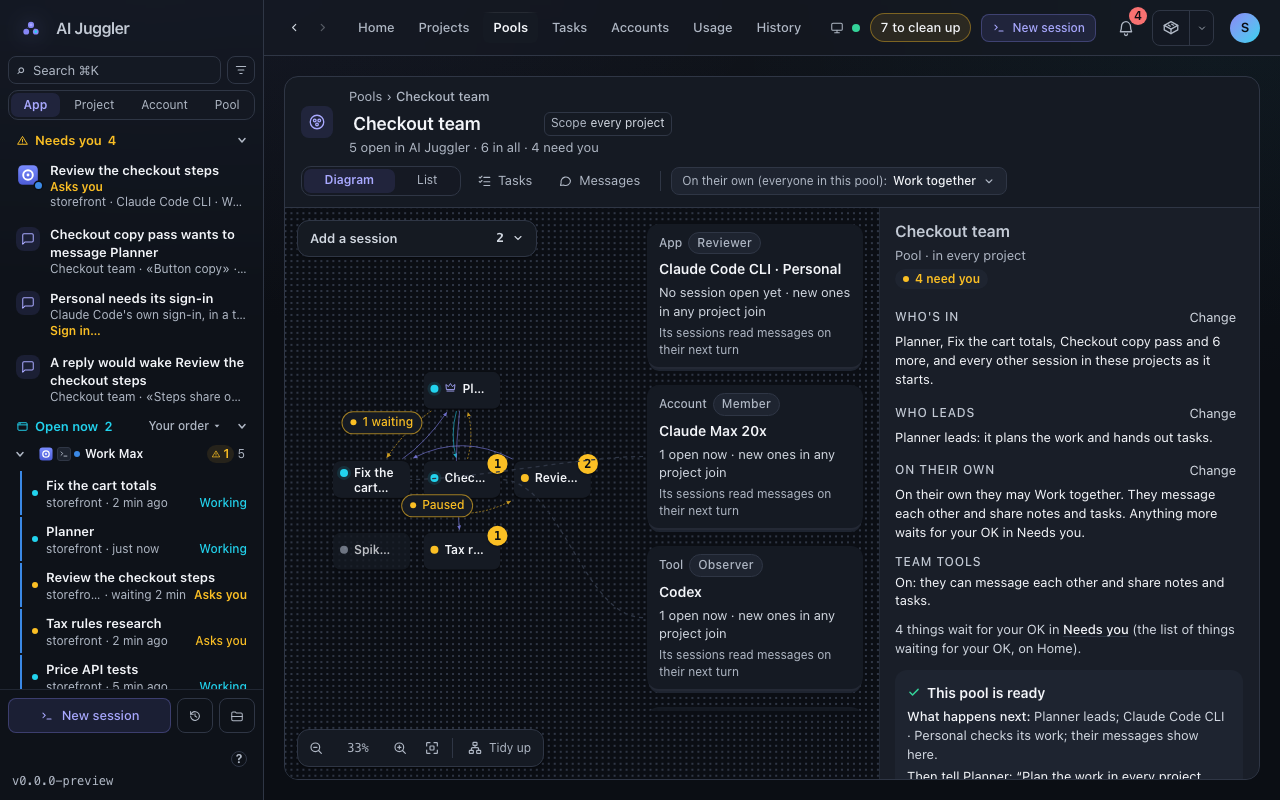 AI Juggler
Search ⌘K
App Project Account Pool
Needs you 4
Review the checkout steps
Asks you
storefront · Claude Code CLI · W...
Checkout copy pass wants to
message Planner
Checkout team · «Button copy» ·...
Personal needs its sign-in
Claude Code's own sign-in, in a t...
Sign in...
A reply would wake Review the
checkout steps
Checkout team · «Steps share o...
Open now 2 Your order
Work Max 1 5
Fix the cart totals
storefront · 2 min ago Working
Planner
storefront · just now Working
Review the checkout steps
storefro... · waiting 2 min Asks you
Tax rules research
storefront · 2 min ago Asks you
Price API tests
storefront · 5 min ago Working
New session
?
v0.0.0-preview
Home Projects Pools Tasks Accounts Usage History
7 to clean up
New session
4
S
Pools › Checkout team
Checkout team
Scope every project
5 open in AI Juggler · 6 in all · 4 need you
Diagram List Tasks Messages
On their own (everyone in this pool): Work together
Add a session 2
Pl...
1 waiting
Fix the
cart...
Chec... 1
Revie... 2
Paused
Spik...
Tax r... 1
33%
Tidy up
App Reviewer
Claude Code CLI · Personal
No session open yet · new ones
in any project join
Its sessions read messages on
their next turn
Account Member
Claude Max 20x
1 open now · new ones in any
project join
Its sessions read messages on
their next turn
Tool Observer
Codex
1 open now · new ones in any
project join
Its sessions read messages on
their next turn
Checkout team
Pool · in every project
4 need you
WHO'S IN Change
Planner, Fix the cart totals, Checkout copy pass and 6
more, and every other session in these projects as it
starts.
WHO LEADS Change
Planner leads: it plans the work and hands out tasks.
ON THEIR OWN Change
On their own they may Work together. They message
each other and share notes and tasks. Anything more
waits for your OK in Needs you.
TEAM TOOLS
On: they can message each other and share notes and
tasks.
4 things wait for your OK in Needs you (the list of things
waiting for your OK, on Home).
This pool is ready
What happens next: Planner leads; Claude Code CLI
· Personal checks its work; their messages show
here.
Then tell Planner: “Plan the work in every project